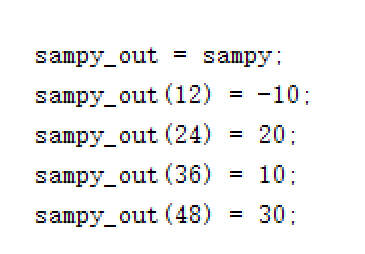 sampy_out = sampy;
sampy_out(12) = -10;
sampy_out(24) = 20;
sampy_out(36) = 10;
sampy_out(48) = 30;